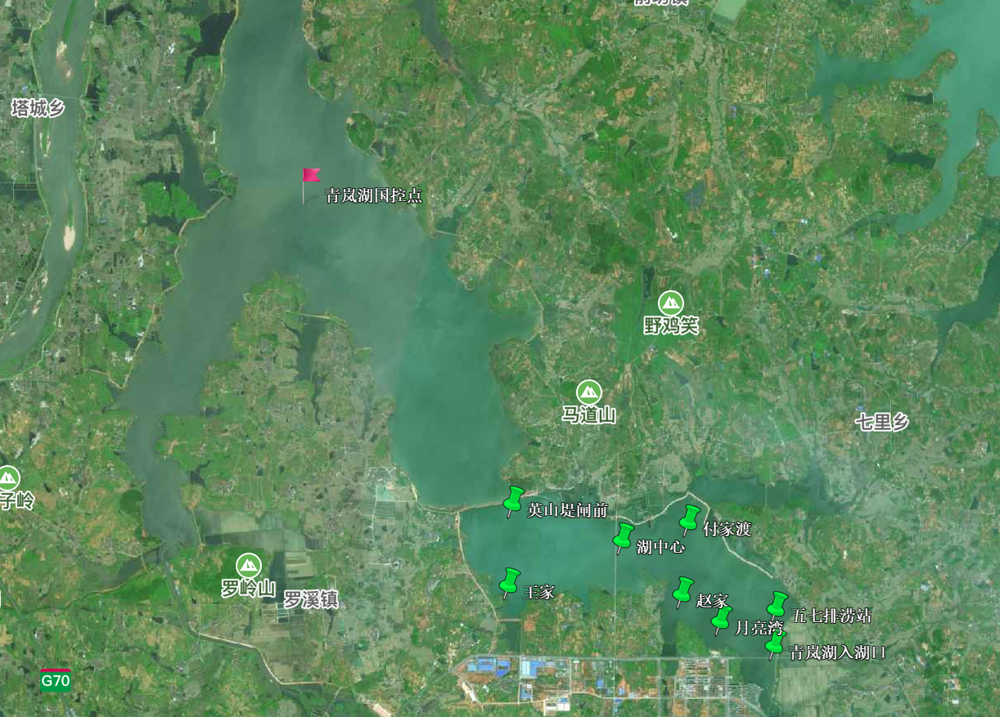 塔城乡
青岚湖国控点
野鸡笑
马道山
七里乡
子岭
英山堤闸前
付家渡
湖中心
罗岭山
罗溪镇
王家
赵家
五七排涝站
月亮湾
青岚湖入湖口
G70